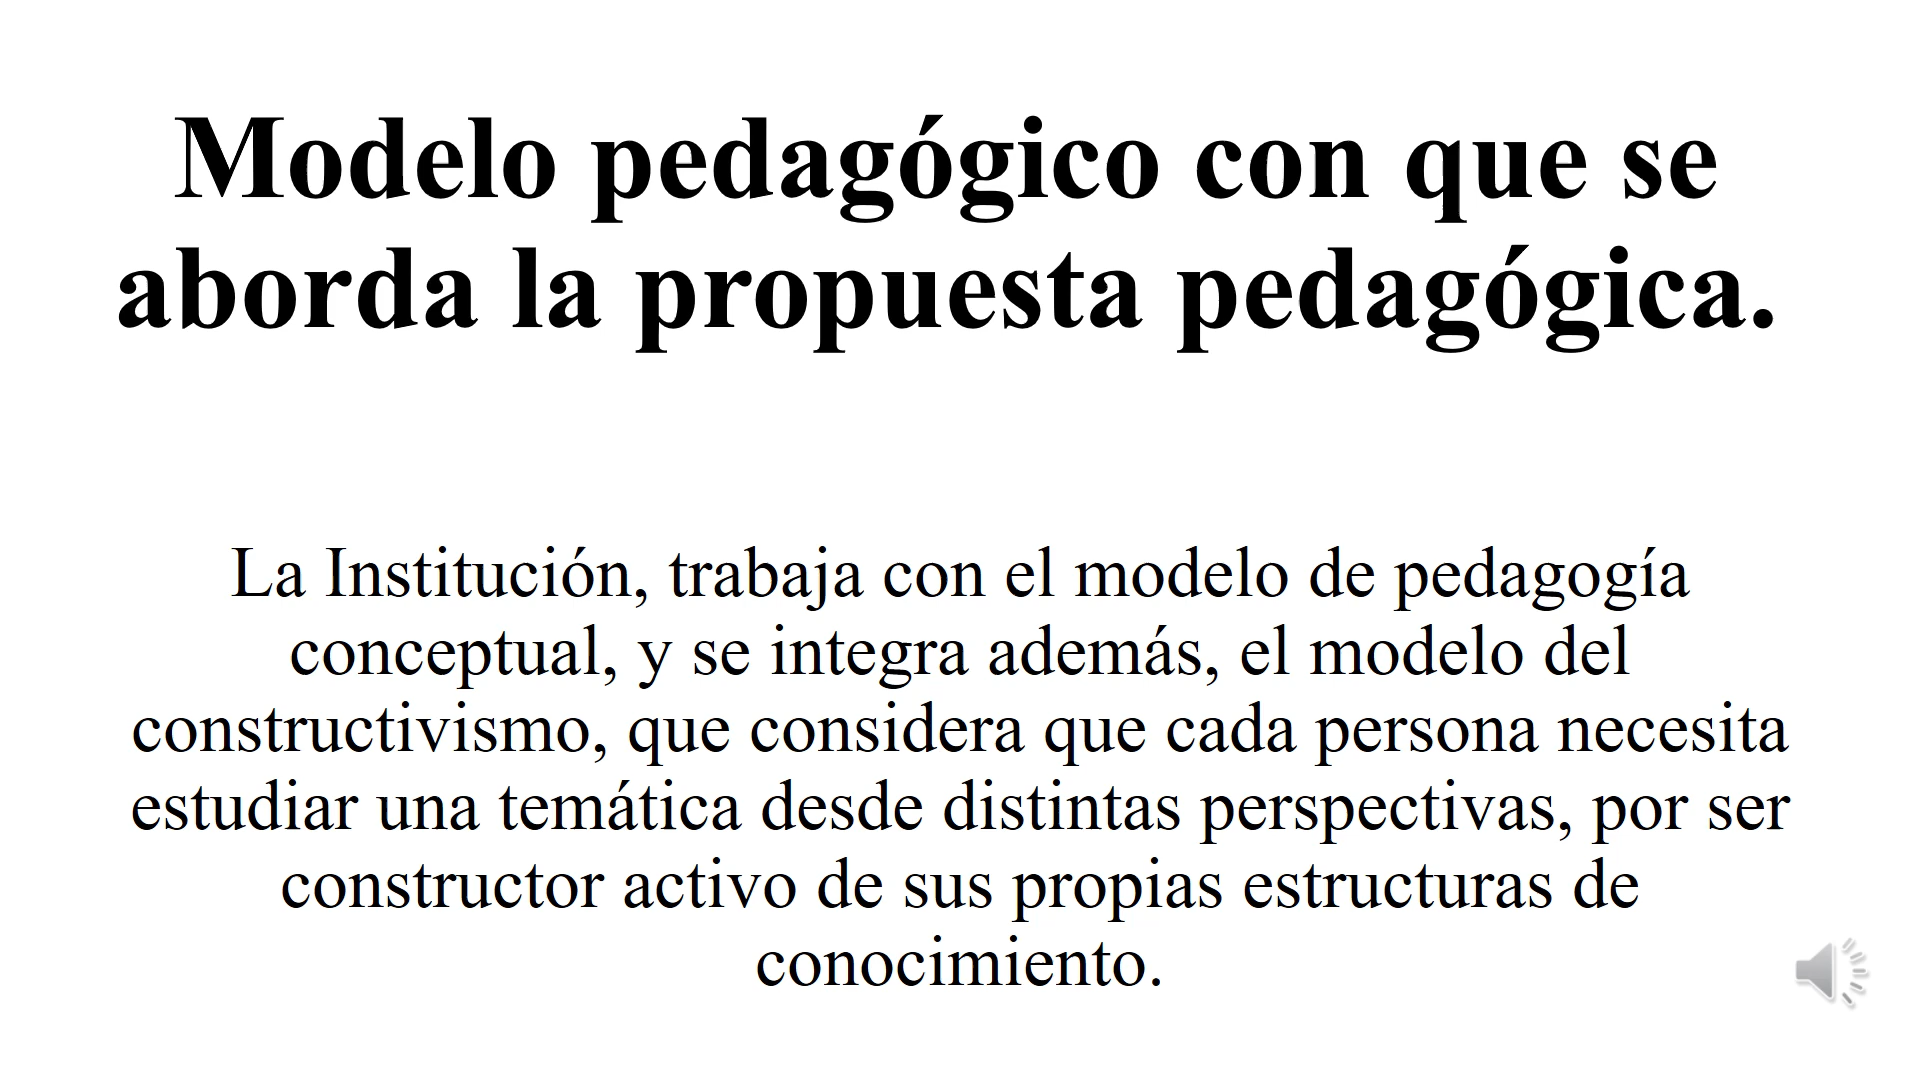 Modelo pedagógico con que se
aborda la propuesta pedagógica.
La Institución, trabaja con el modelo de pedagogía
conceptual, y se integra además, el modelo del
constructivismo, que considera que cada persona necesita
estudiar una temática desde distintas perspectivas, por ser
constructor activo de sus propias estructuras de
conocimiento.